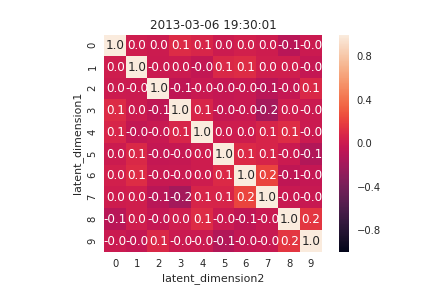 2013-03-06 19:30:01
0 1.0 0.0 0.0 0.1 0.1 0.0 0.0 0.0 -0.1 -0.0
1 0.0 1.0 -0.0 0.0 -0.0 0.1 0.1 0.0 0.0 -0.0
2 0.0 -0.0 1.0 -0.1 -0.0 -0.0 -0.0 -0.1 -0.0 0.1
3 0.1 0.0 -0.1 1.0 0.1 -0.0 -0.0 -0.2 0.0 -0.0
4 0.1 -0.0 -0.0 0.1 1.0 0.0 0.0 0.1 0.1 -0.0
5 0.0 0.1 -0.0 -0.0 0.0 1.0 0.1 0.1 -0.0 -0.1
6 0.0 0.1 -0.0 -0.0 0.0 0.1 1.0 0.2 -0.1 -0.0
7 0.0 0.0 -0.1 -0.2 0.1 0.1 0.2 1.0 -0.0 -0.0
8 -0.1 0.0 -0.0 0.0 0.1 -0.0 -0.1 -0.0 1.0 0.2
9 -0.0 -0.0 0.1 -0.0 -0.0 -0.1 -0.0 -0.0 0.2 1.0
0 1 2 3 4 5 6 7 8 9
latent_dimension2
latent_dimension1
0.8
0.4
0.0
-0.4
-0.8